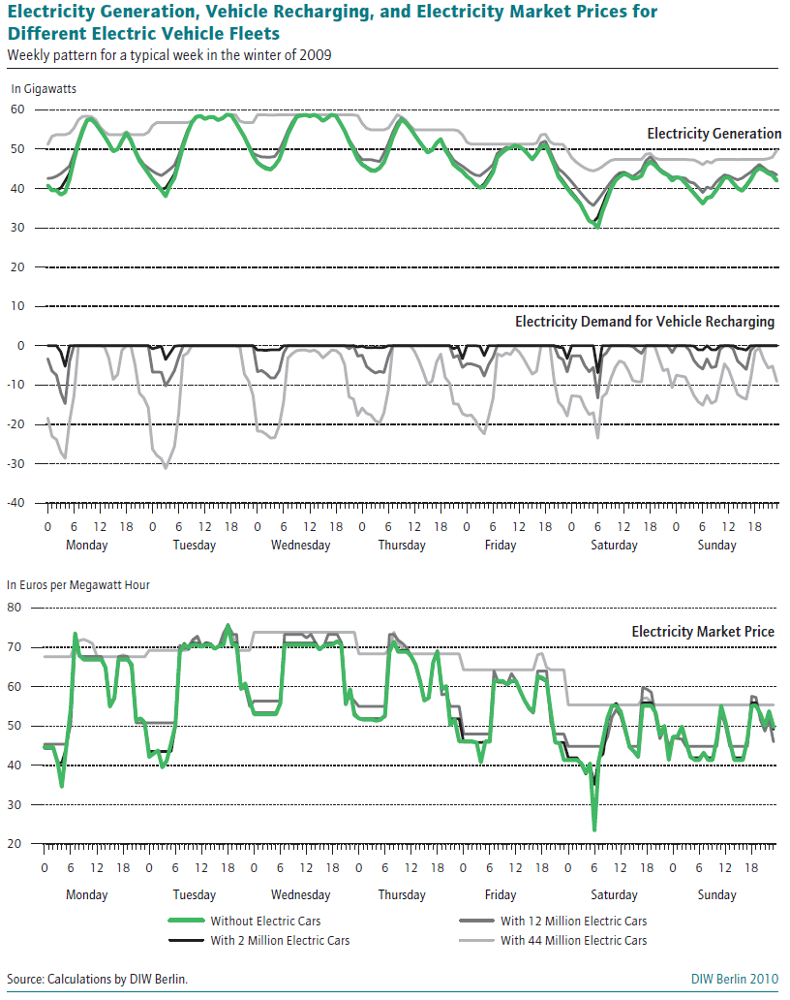 Electricity Generation, Vehicle Recharging, and Electricity Market Prices for
Different Electric Vehicle Fleets
Weekly pattern for a typical week in the winter of 2009
In Gigawatts
60
Electricity Generation
50
40
30
20
10
Electricity Demand for Vehicle Recharging
0
-10
-20
-30
-40
0 6 12 18 0 6 12 18 0 6 12 18 0 6 12 18 0 6 12 18 0 6 12 18 0 6 12 18
Monday Tuesday Wednesday Thursday Friday Saturday Sunday
In Euros per Megawatt Hour
80
Electricity Market Price
70
60
50
40
30
20
0 6 12 18 0 6 12 18 0 6 12 18 0 6 12 18 0 6 12 18 0 6 12 18 0 6 12 18
Monday Tuesday Wednesday Thursday Friday Saturday Sunday
Without Electric Cars With 12 Million Electric Cars
With 2 Million Electric Cars With 44 Million Electric Cars
Source: Calculations by DIW Berlin. DIW Berlin 2010